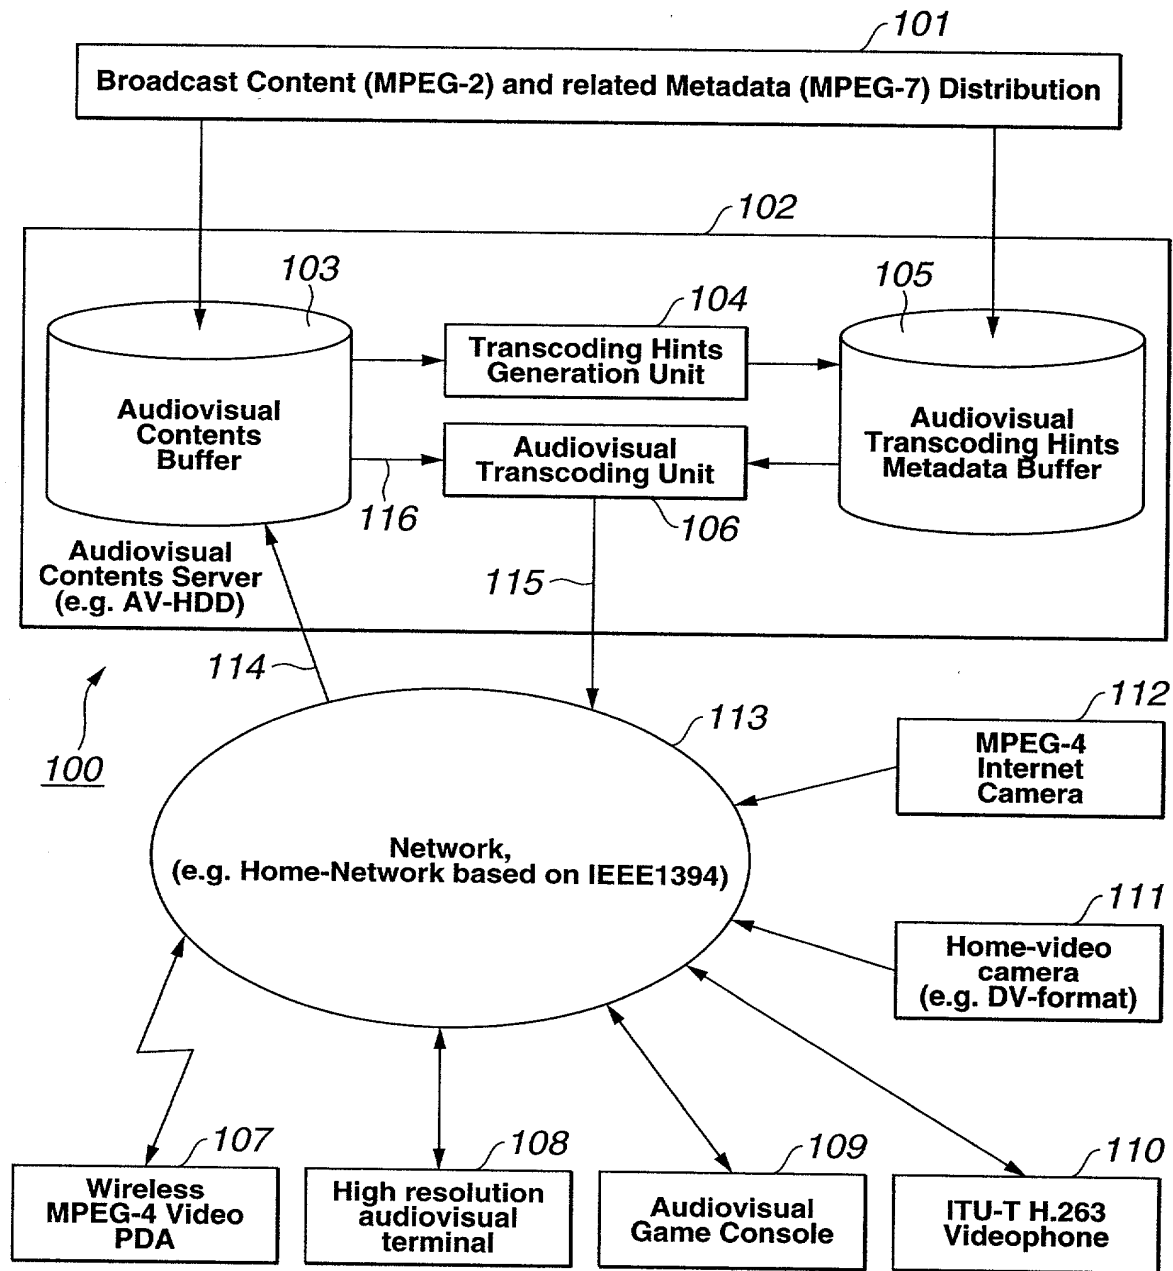 101
Broadcast Content (MPEG-2) and related Metadata (MPEG-7) Distribution
102
103
105
104
Transcoding Hints
Generation Unit
Audiovisual
Contents
Buffer
Audiovisual
Transcoding Hints
Metadata Buffer
Audiovisual
Transcoding Unit
116
106
Audiovisual
Contents Server
(e.g. AV-HDD)
115
114
100
113
112
MPEG-4
Internet
Camera
Network,
(e.g. Home-Network based on IEEE1394)
111
Home-video
camera
(e.g. DV-format)
107
Wireless
MPEG-4 Video
PDA
108
High resolution
audiovisual
terminal
109
Audiovisual
Game Console
110
ITU-T H.263
Videophone